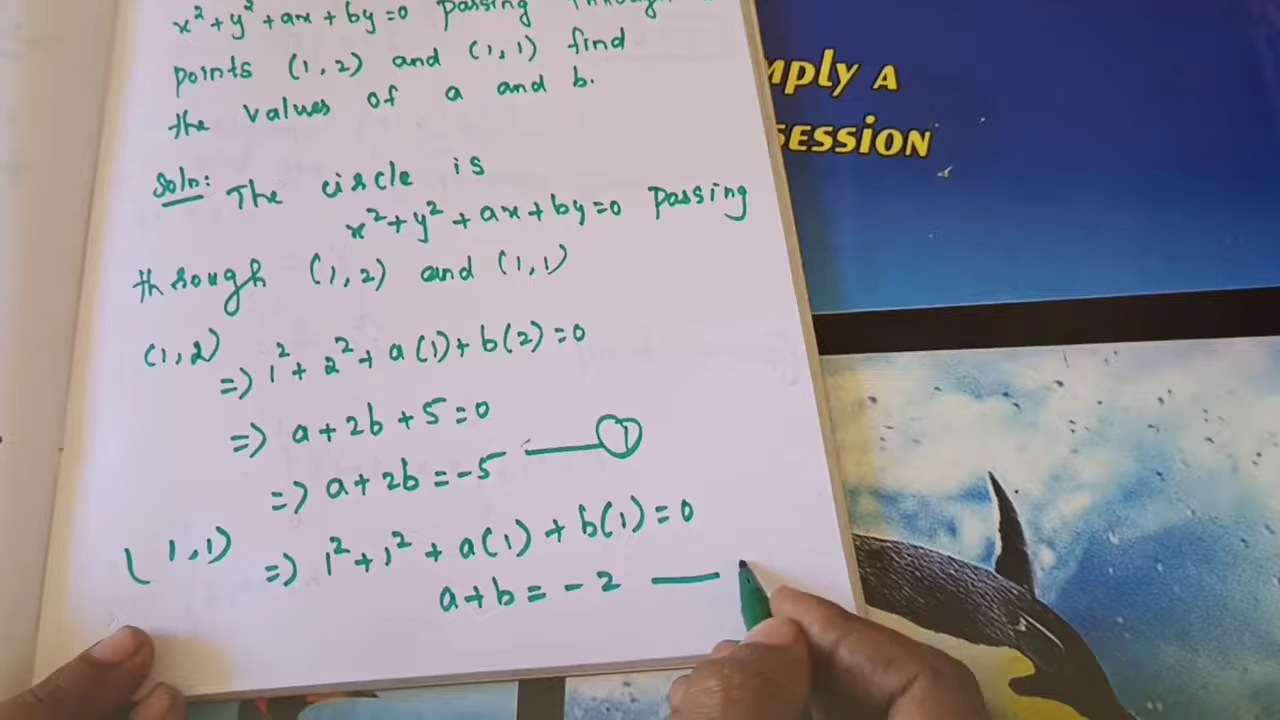 x²+y²+ax+by=0 passing through
points (1,2) and (1,1) find
the values of a and b.
Soln: The circle is
x²+y²+ax+by=0 passing
through (1,2) and (1,1)
(1,2)
=> 1²+2²+a(1)+b(2)=0
=> a+2b+5=0
=> a+2b=-5 —— ①
(1,1) => 1²+1²+a(1)+b(1)=0
a+b=-2 ——
MPLY A
SESSION